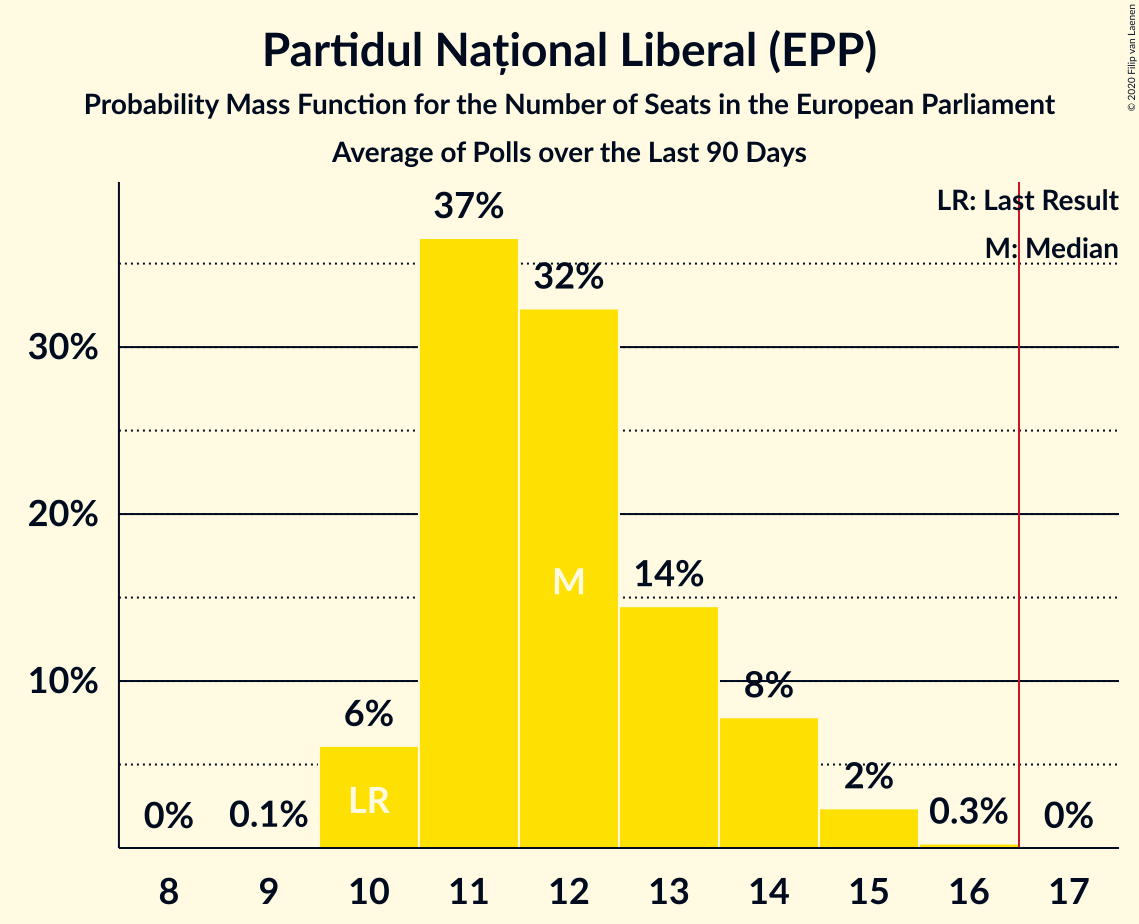 Partidul Național Liberal (EPP)
Probability Mass Function for the Number of Seats in the European Parliament
Average of Polls over the Last 90 Days
© 2020 Filip van Laenen
LR: Last Result
M: Median
37%
32%
30%
20%
M
14%
10%
8%
6%
LR
2%
0%
0.1%
0.3%
0%
8 9 10 11 12 13 14 15 16 17